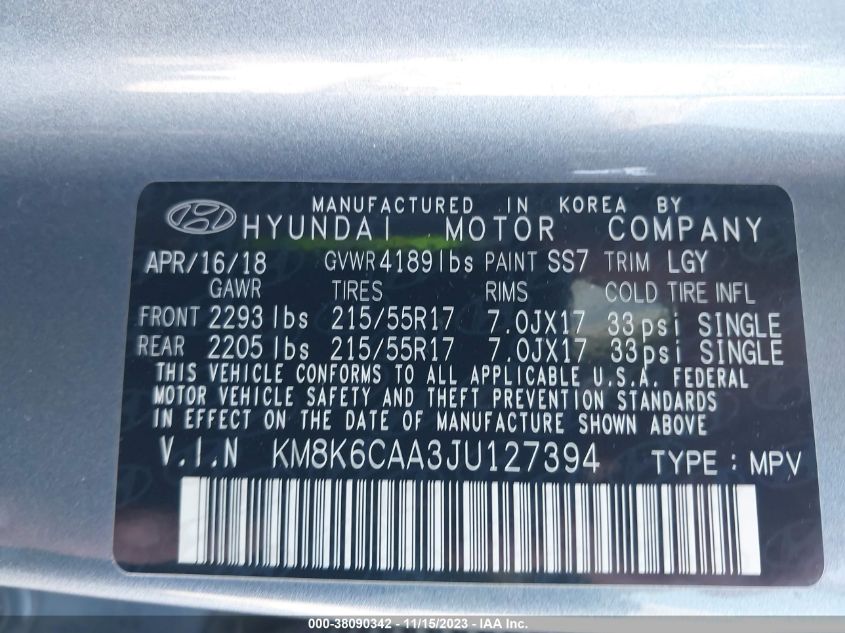 MANUFACTURED IN KOREA BY
HYUNDAI MOTOR COMPANY
APR/16/18 GVWR 4189lbs PAINT SS7 TRIM LGY
GAWR TIRES RIMS COLD TIRE INFL
FRONT 2293 lbs 215/55R17 7.0JX17 33psi SINGLE
REAR 2205 lbs 215/55R17 7.0JX17 33psi SINGLE
THIS VEHICLE CONFORMS TO ALL APPLICABLE U.S.A. FEDERAL
MOTOR VEHICLE SAFETY AND THEFT PREVENTION STANDARDS
IN EFFECT ON THE DATE OF MANUFACTURE SHOWN ABOVE
V.I.N KM8K6CAA3JU127394 TYPE : MPV
000-38090342 - 11/15/2023 - IAA Inc.